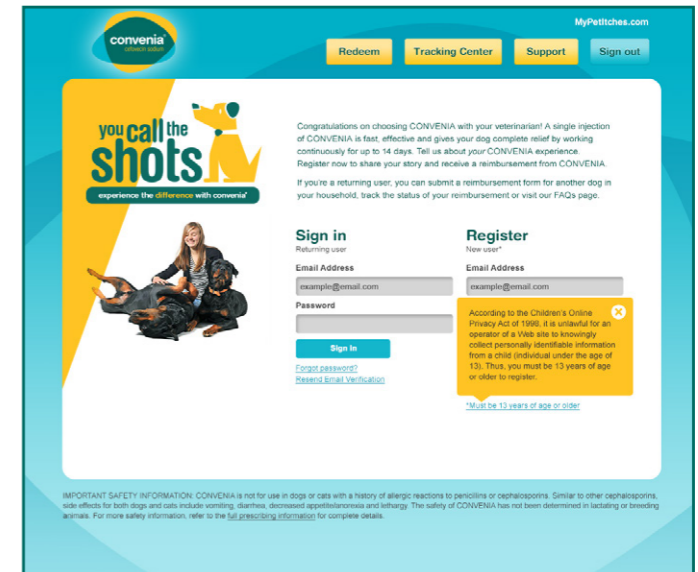 MyPetItches.com
convenia®
cefovecin sodium
Redeem
Tracking Center
Support
Sign out
you call the
shots
experience the difference with convenia®
Congratulations on choosing CONVENIA with your veterinarian! A single injection
of CONVENIA is fast, effective and gives your dog complete relief by working
continuously for up to 14 days. Tell us about your CONVENIA experience.
Register now to share your story and receive a reimbursement from CONVENIA.
If you're a returning user, you can submit a reimbursement form for another dog in
your household, track the status of your reimbursement or visit our FAQs page.
Sign in
Returning user
Email Address
example@email.com
Password
Sign In
Forgot password?
Resend Email Verification
Register
New user*
Email Address
example@email.com
According to the Children's Online
Privacy Act of 1998, it is unlawful for an
operator of a Web site to knowingly
collect personally identifiable information
from a child (individual under the age of
13). Thus, you must be 13 years of age
or older to register.
*Must be 13 years of age or older
IMPORTANT SAFETY INFORMATION: CONVENIA is not for use in dogs or cats with a history of allergic reactions to penicillins or cephalosporins. Similar to other cephalosporins,
side effects for both dogs and cats include vomiting, diarrhea, decreased appetite/anorexia and lethargy. The safety of CONVENIA has not been determined in lactating or breeding
animals. For more safety information, refer to the full prescribing information for complete details.